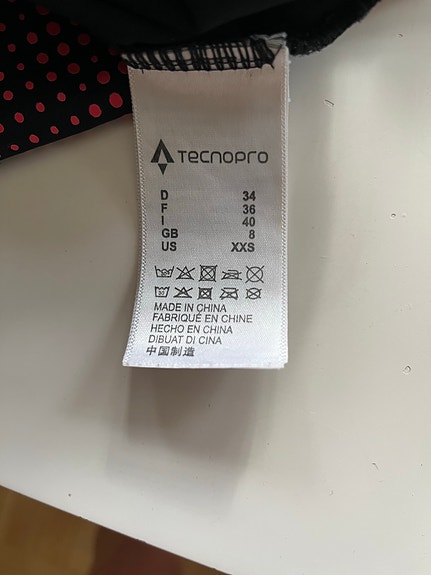 TECNOPRO
D 34
F 36
I 40
GB 8
US XXS
MADE IN CHINA
FABRIQUÉ EN CHINE
HECHO EN CHINA
DIBUAT DI CINA
中国制造